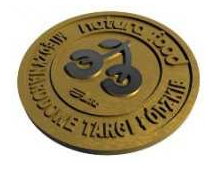 natura food
MIĘDZYNARODOWE TARGI ŁÓDZKIE